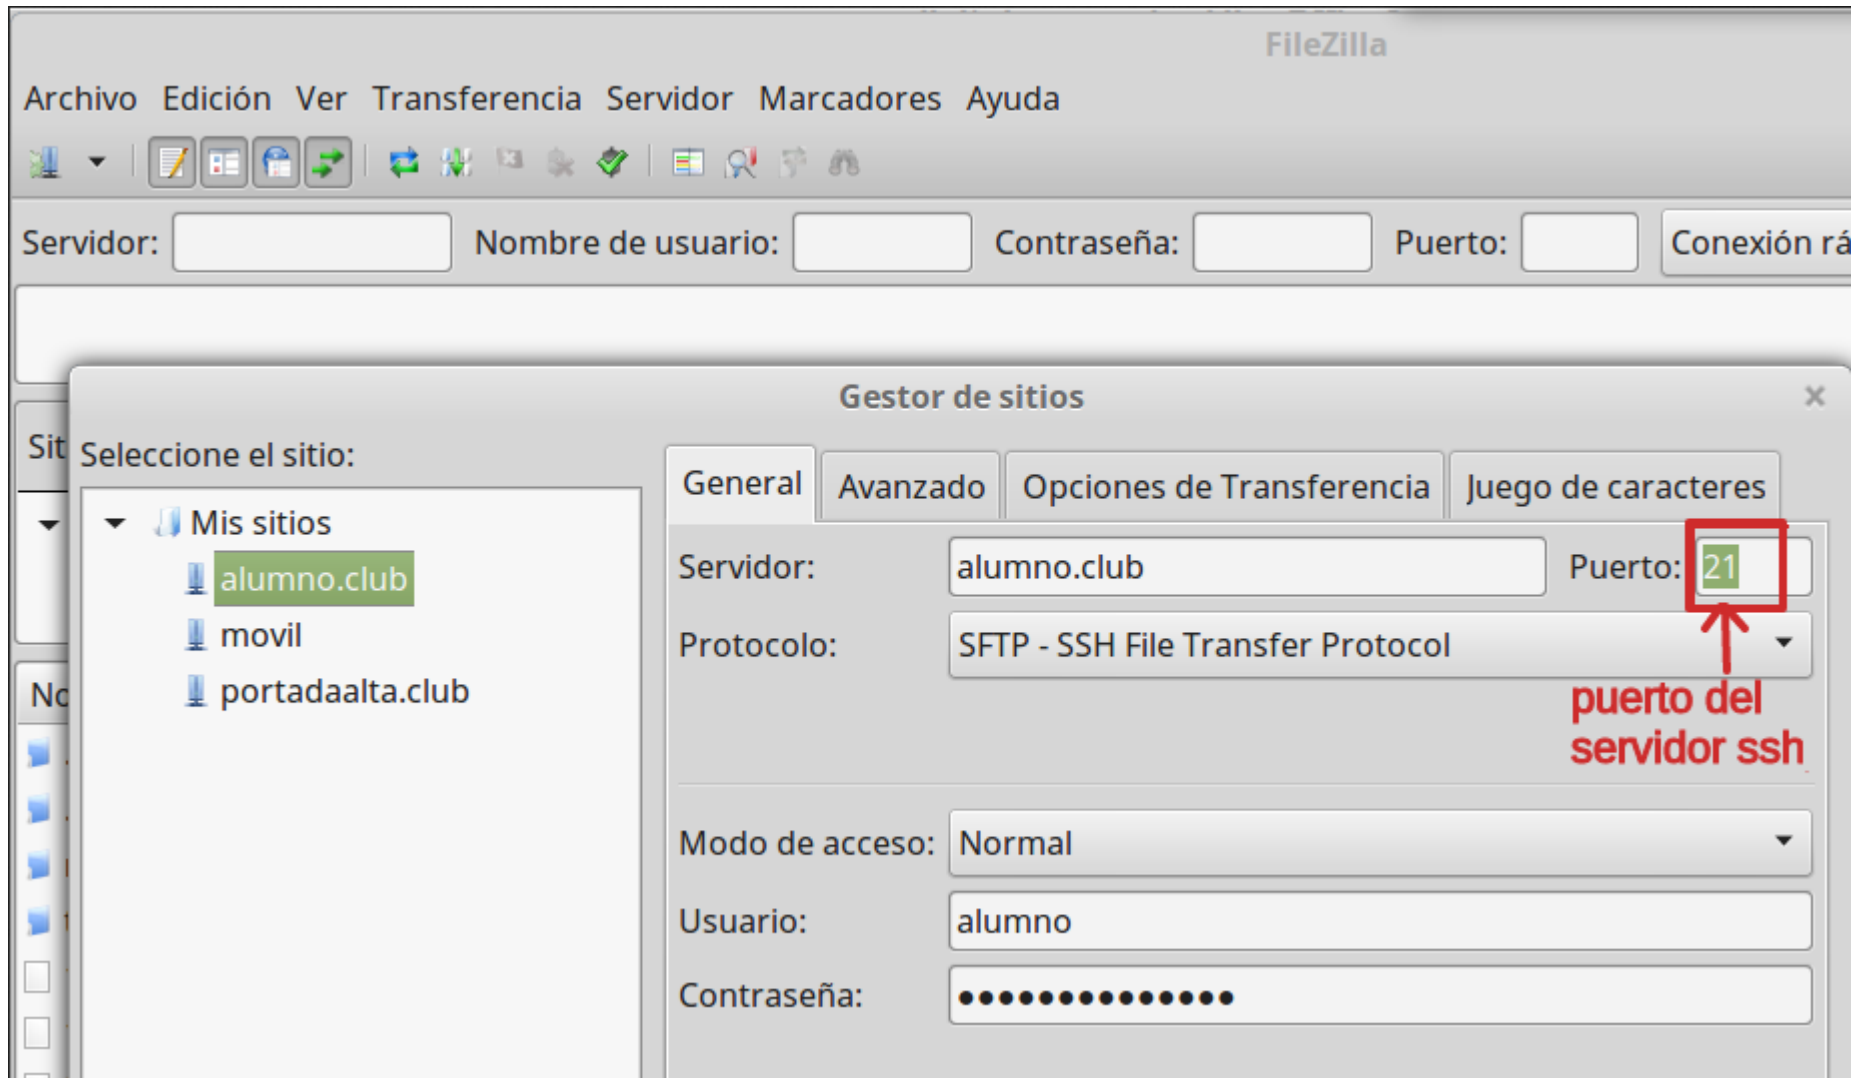 FileZilla
Archivo Edición Ver Transferencia Servidor Marcadores Ayuda
Servidor: Nombre de usuario: Contraseña: Puerto: Conexión rá
Gestor de sitios
Sit
Seleccione el sitio:
General Avanzado Opciones de Transferencia Juego de caracteres
Mis sitios
alumno.club
movil
portadaalta.club
Servidor: alumno.club Puerto: 21
Protocolo: SFTP - SSH File Transfer Protocol
puerto del
servidor ssh
No
Modo de acceso: Normal
Usuario: alumno
Contraseña: ●●●●●●●●●●●●●●